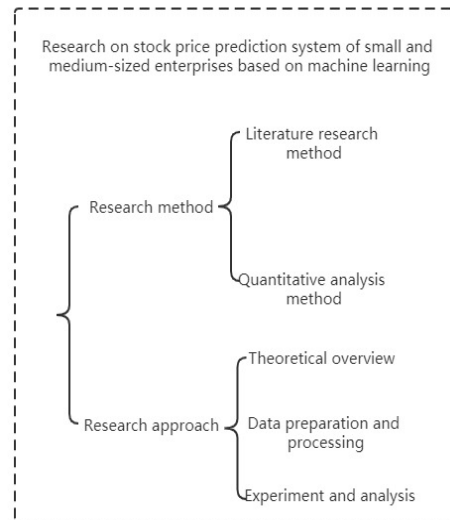 Research on stock price prediction system of small and
medium-sized enterprises based on machine learning
Literature research
method
Research method
Quantitative analysis
method
Theoretical overview
Research approach
Data preparation and
processing
Experiment and analysis